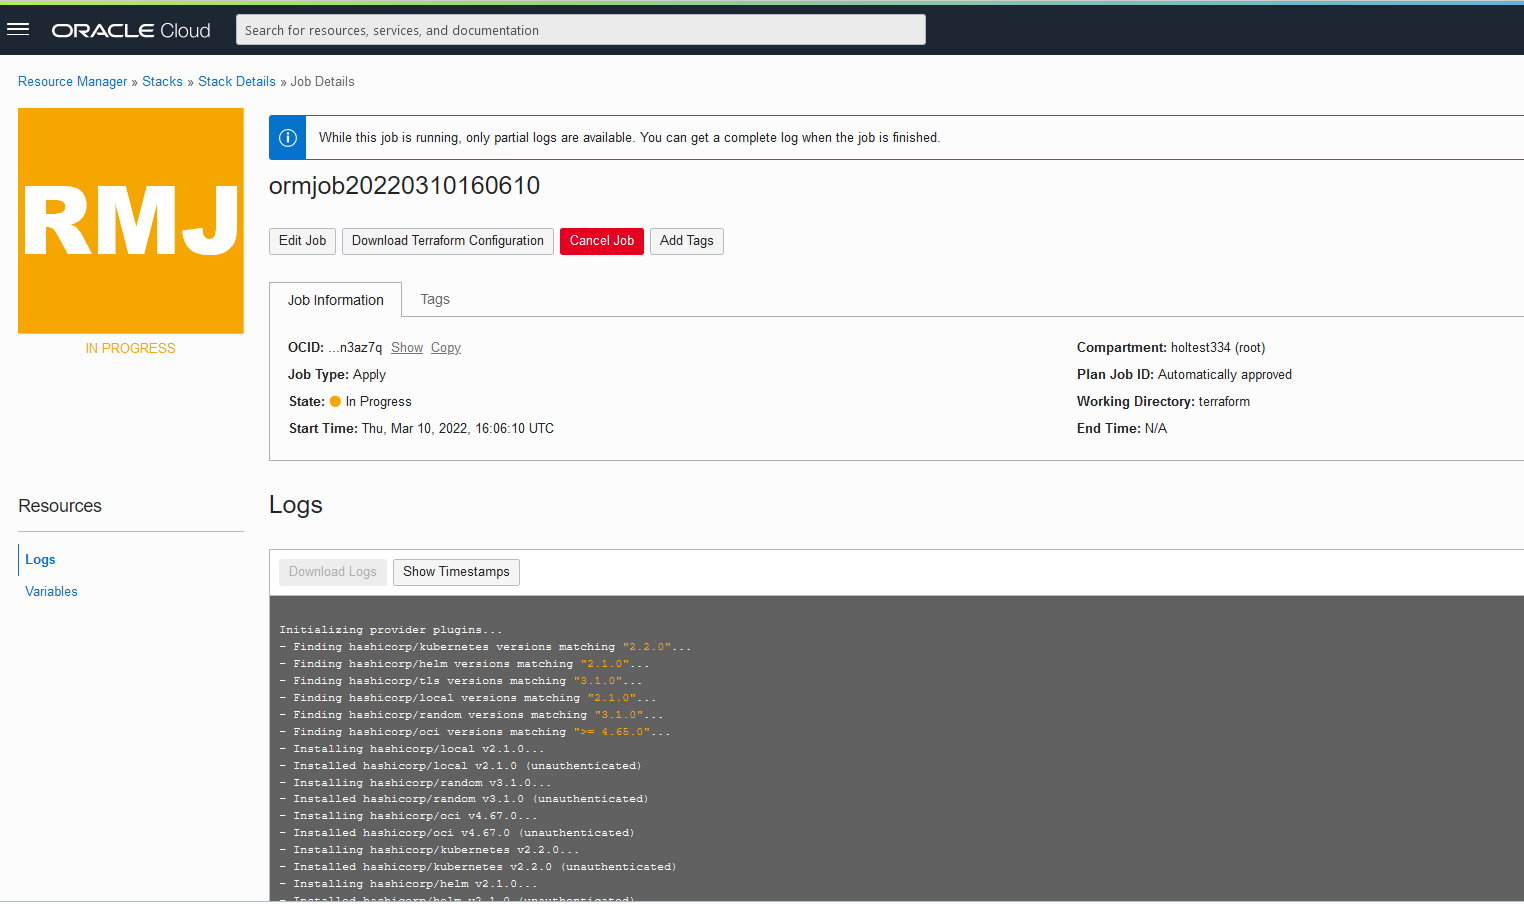 ORACLE Cloud
Search for resources, services, and documentation
Resource Manager » Stacks » Stack Details » Job Details
RMJ
IN PROGRESS
While this job is running, only partial logs are available. You can get a complete log when the job is finished.
ormjob20220310160610
Edit Job
Download Terraform Configuration
Cancel Job
Add Tags
Job Information
Tags
OCID: ...n3az7q Show Copy
Job Type: Apply
State: In Progress
Start Time: Thu, Mar 10, 2022, 16:06:10 UTC
Compartment: holtest334 (root)
Plan Job ID: Automatically approved
Working Directory: terraform
End Time: N/A
Resources
Logs
Variables
Logs
Download Logs
Show Timestamps
Initializing provider plugins...
- Finding hashicorp/kubernetes versions matching "2.2.0"...
- Finding hashicorp/helm versions matching "2.1.0"...
- Finding hashicorp/tls versions matching "3.1.0"...
- Finding hashicorp/local versions matching "2.1.0"...
- Finding hashicorp/random versions matching "3.1.0"...
- Finding hashicorp/oci versions matching ">= 4.65.0"...
- Installing hashicorp/local v2.1.0...
- Installed hashicorp/local v2.1.0 (unauthenticated)
- Installing hashicorp/random v3.1.0...
- Installed hashicorp/random v3.1.0 (unauthenticated)
- Installing hashicorp/oci v4.67.0...
- Installed hashicorp/oci v4.67.0 (unauthenticated)
- Installing hashicorp/kubernetes v2.2.0...
- Installed hashicorp/kubernetes v2.2.0 (unauthenticated)
- Installing hashicorp/helm v2.1.0...
- Installed hashicorp/helm v2.1.0 (unauthenticated)